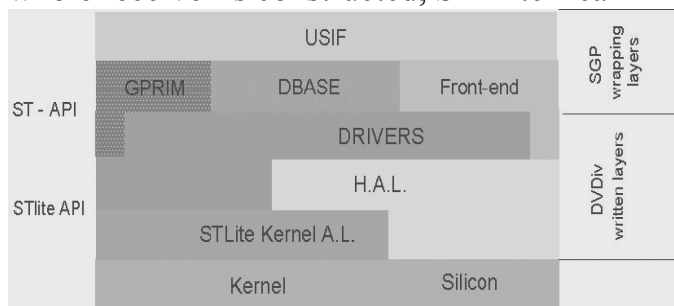 USIF
GPRIM
DBASE
Front-end
ST - API
DRIVERS
H.A.L.
STlite API
STLite Kernel A.L.
Kernel
Silicon
SGP
wrapping
layers
DVDiv
written layers